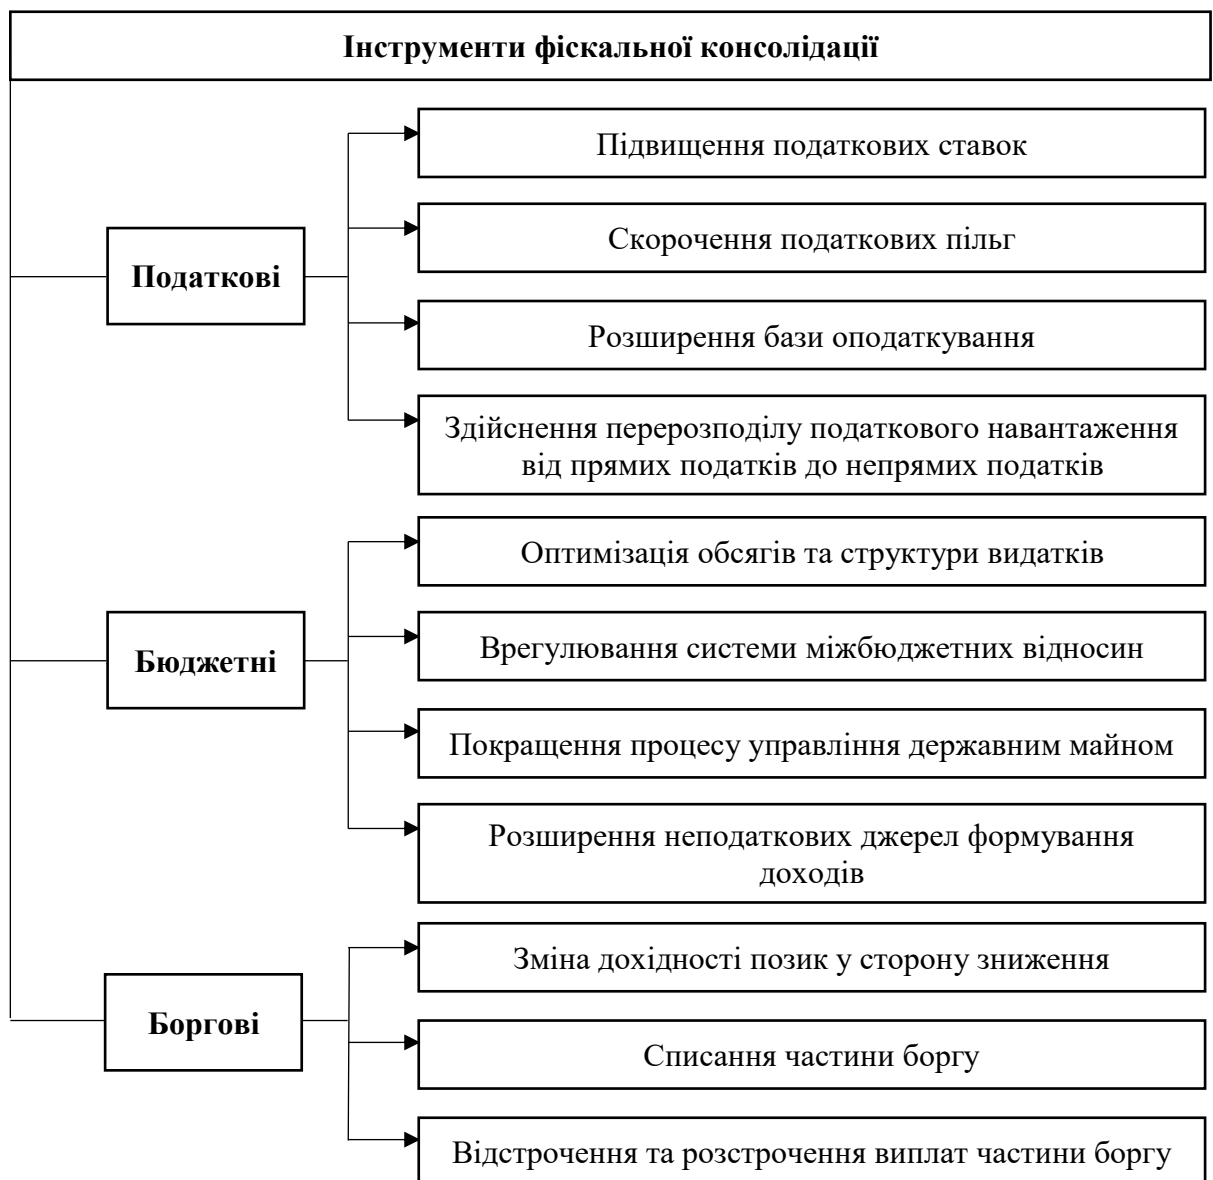 Інструменти фіскальної консолідації
Податкові
Підвищення податкових ставок
Скорочення податкових пільг
Розширення бази оподаткування
Здійснення перерозподілу податкового навантаження
від прямих податків до непрямих податків
Бюджетні
Оптимізація обсягів та структури видатків
Врегулювання системи міжбюджетних відносин
Покращення процесу управління державним майном
Розширення неподаткових джерел формування
доходів
Боргові
Зміна дохідності позик у сторону зниження
Списання частини боргу
Відстрочення та розстрочення виплат частини боргу